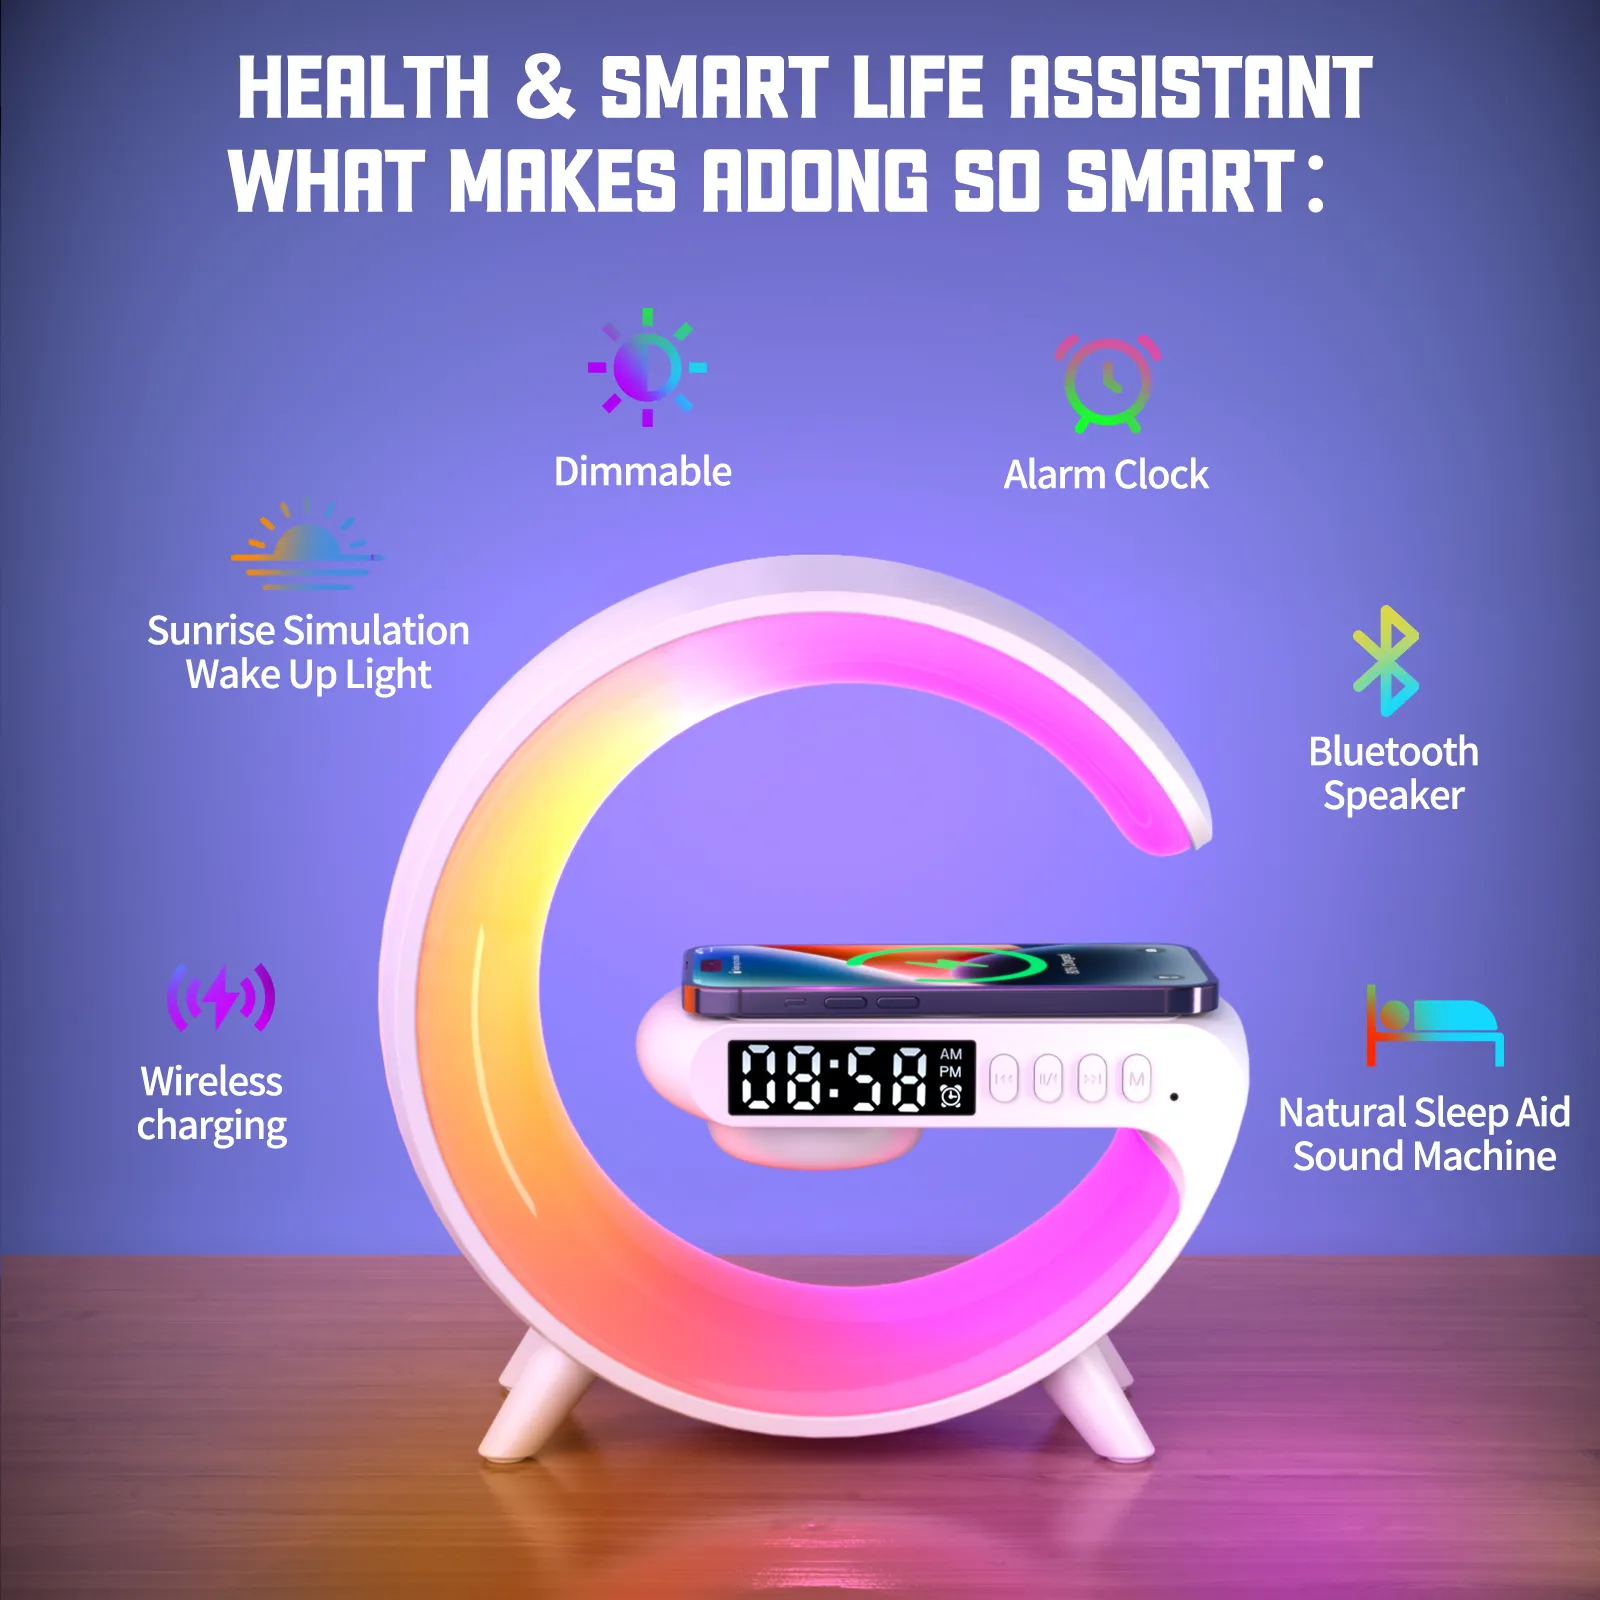 HEALTH & SMART LIFE ASSISTANT
WHAT MAKES ADONG SO SMART:
Dimmable
Alarm Clock
Sunrise Simulation
Wake Up Light
Bluetooth
Speaker
Wireless
charging
08:58
AM
PM
M
Natural Sleep Aid
Sound Machine